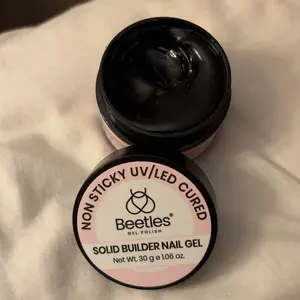 NON STICKY UV/LED CURED
Beetles®
GEL POLISH
SOLID BUILDER NAIL GEL
Net Wt. 30 g e 1.06 oz.